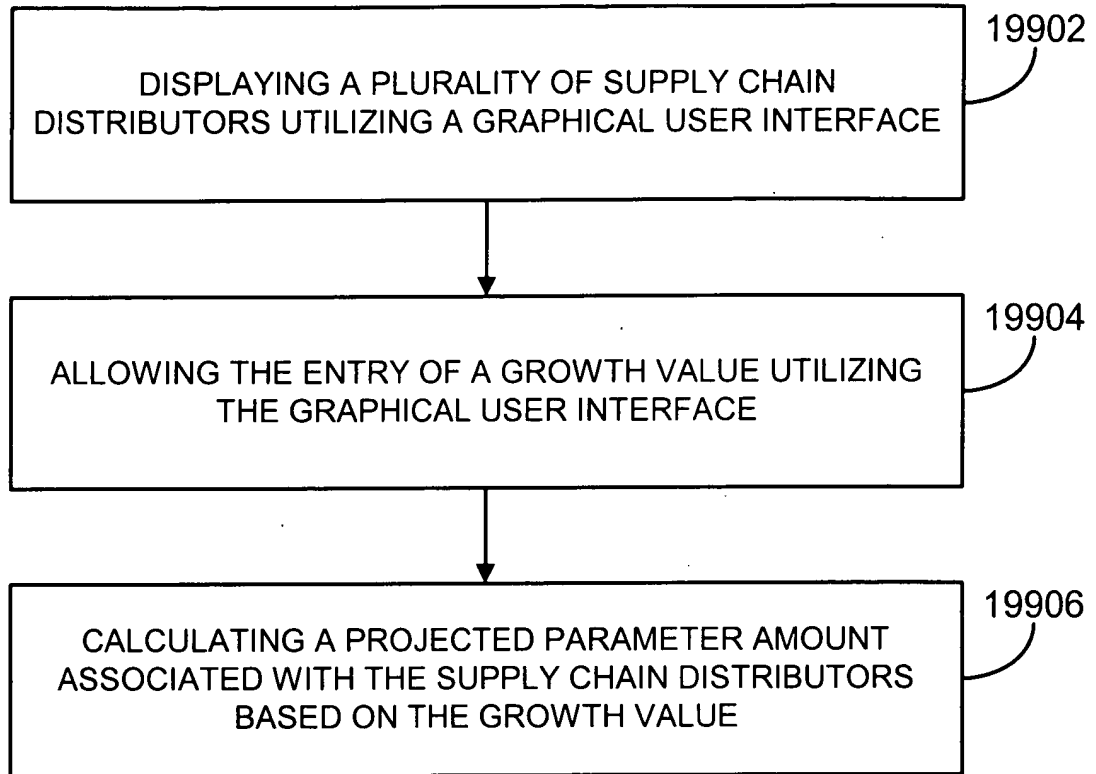 19902
DISPLAYING A PLURALITY OF SUPPLY CHAIN
DISTRIBUTORS UTILIZING A GRAPHICAL USER INTERFACE
19904
ALLOWING THE ENTRY OF A GROWTH VALUE UTILIZING
THE GRAPHICAL USER INTERFACE
19906
CALCULATING A PROJECTED PARAMETER AMOUNT
ASSOCIATED WITH THE SUPPLY CHAIN DISTRIBUTORS
BASED ON THE GROWTH VALUE